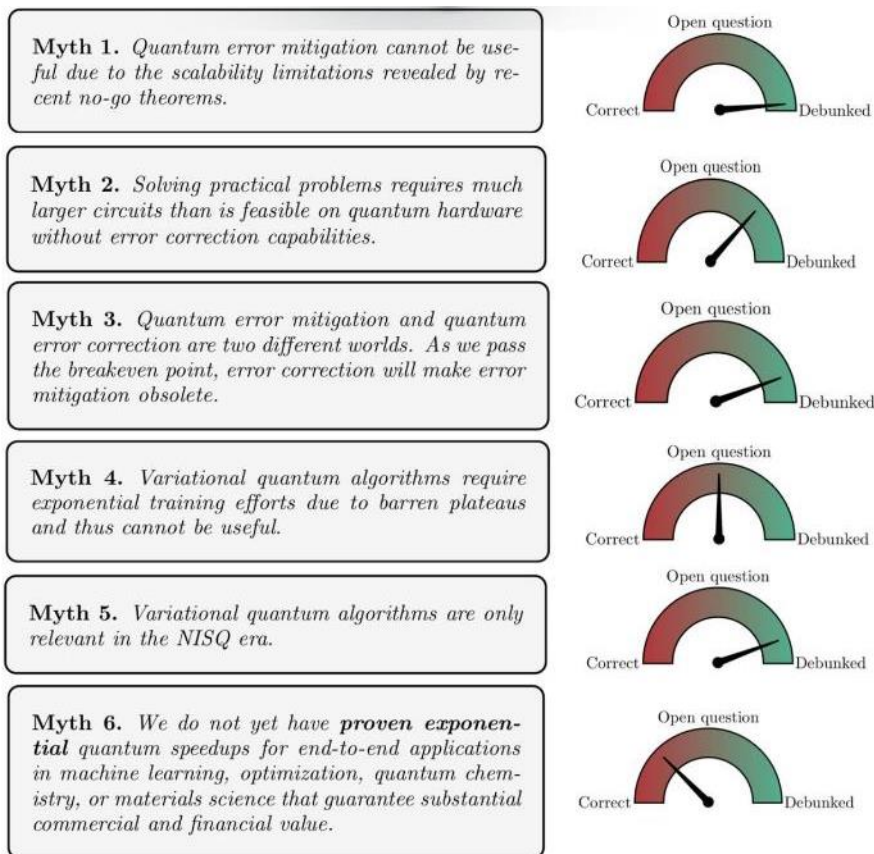 Myth 1. Quantum error mitigation cannot be use-
ful due to the scalability limitations revealed by re-
cent no-go theorems.
Open question
Correct
Debunked
Myth 2. Solving practical problems requires much
larger circuits than is feasible on quantum hardware
without error correction capabilities.
Open question
Correct
Debunked
Myth 3. Quantum error mitigation and quantum
error correction are two different worlds. As we pass
the breakeven point, error correction will make error
mitigation obsolete.
Open question
Correct
Debunked
Myth 4. Variational quantum algorithms require
exponential training efforts due to barren plateaus
and thus cannot be useful.
Open question
Correct
Debunked
Myth 5. Variational quantum algorithms are only
relevant in the NISQ era.
Open question
Correct
Debunked
Myth 6. We do not yet have proven exponen-
tial quantum speedups for end-to-end applications
in machine learning, optimization, quantum chem-
istry, or materials science that guarantee substantial
commercial and financial value.
Open question
Correct
Debunked